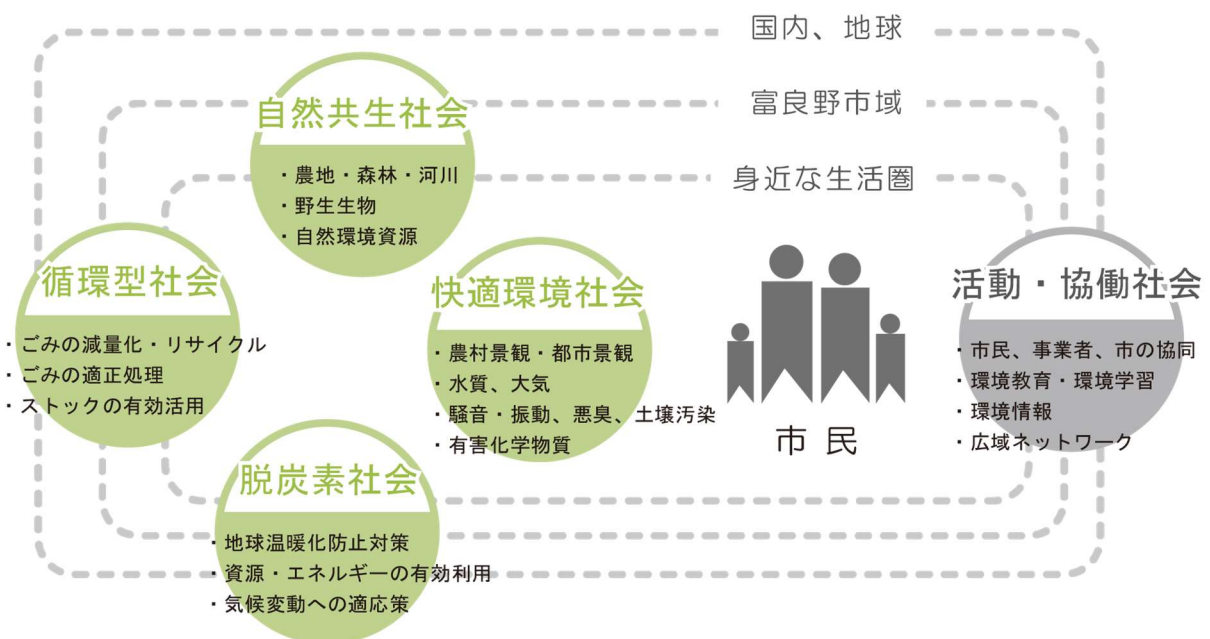 国内、地球
富良野市域
身近な生活圏
自然共生社会
・農地・森林・河川
・野生生物
・自然環境資源
循環型社会
・ごみの減量化・リサイクル
・ごみの適正処理
・ストックの有効活用
快適環境社会
・農村景観・都市景観
・水質、大気
・騒音・振動、悪臭、土壌汚染
・有害化学物質
脱炭素社会
・地球温暖化防止対策
・資源・エネルギーの有効利用
・気候変動への適応策
市民
活動・協働社会
・市民、事業者、市の協同
・環境教育・環境学習
・環境情報
・広域ネットワーク